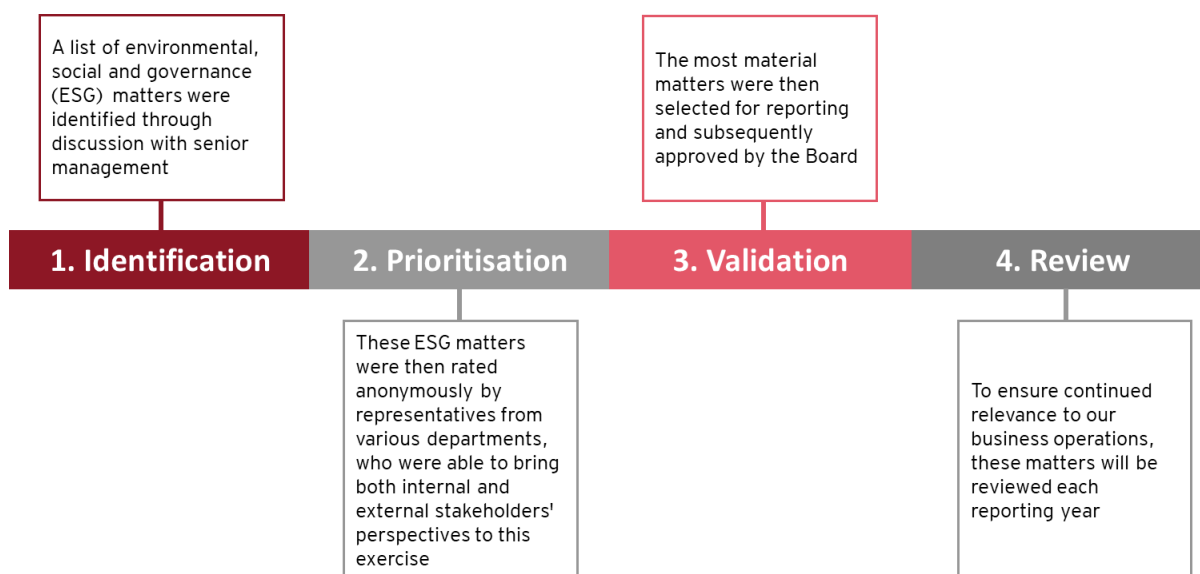 A list of environmental,
social and governance
(ESG) matters were
identified through
discussion with senior
management
The most material
matters were then
selected for reporting
and subsequently
approved by the Board
1. Identification
2. Prioritisation
3. Validation
4. Review
These ESG matters
were then rated
anonymously by
representatives from
various departments,
who were able to bring
both internal and
external stakeholders'
perspectives to this
exercise
To ensure continued
relevance to our
business operations,
these matters will be
reviewed each
reporting year